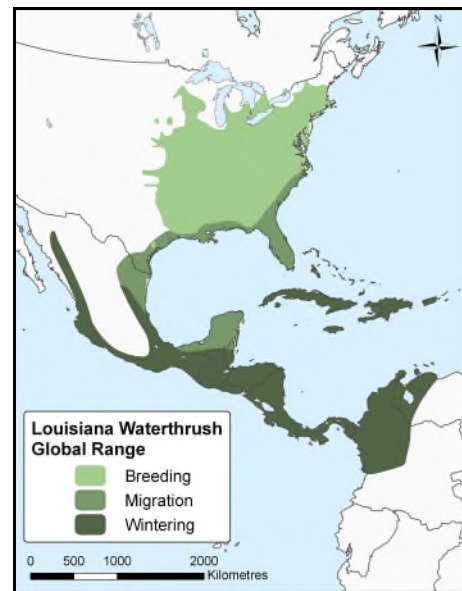 N
Louisiana Waterthrush
Global Range
Breeding
Migration
Wintering
0 500 1000 2000
Kilometres